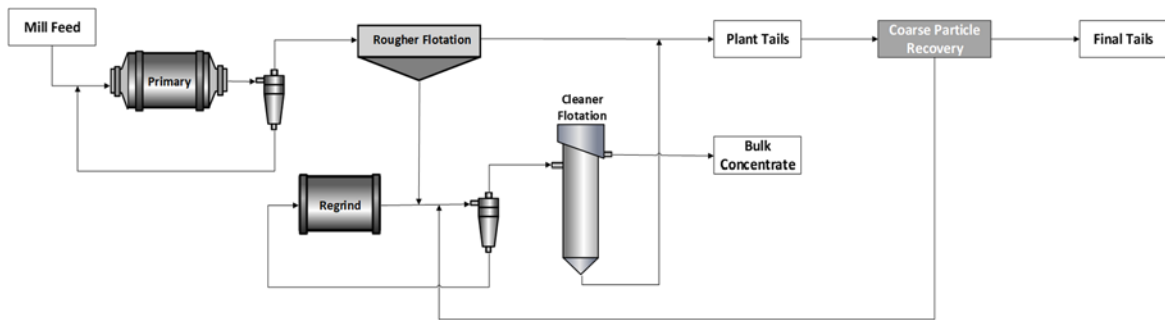 Mill Feed
Primary
Rougher Flotation
Plant Tails
Coarse Particle
Recovery
Final Tails
Cleaner
Flotation
Bulk
Concentrate
Regrind